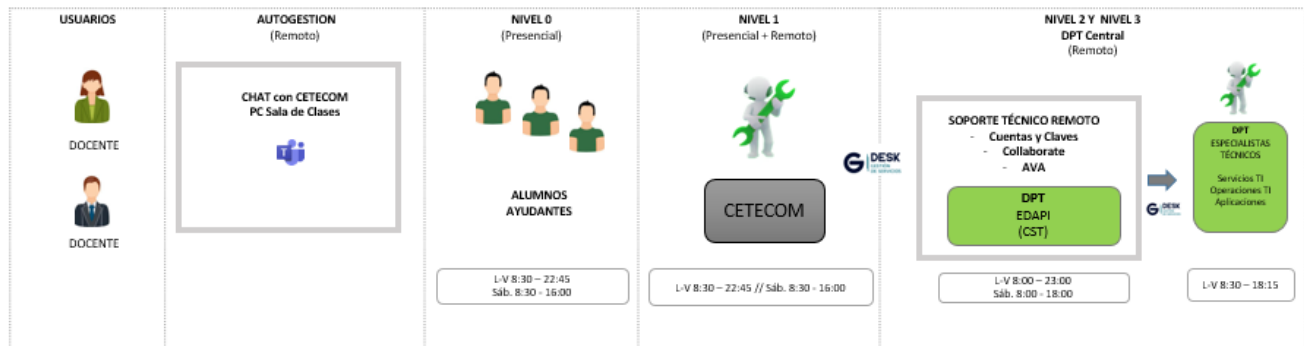 USUARIOS
DOCENTE
DOCENTE
AUTOGESTION
(Remoto)
CHAT con CETECOM
PC Sala de Clases
NIVEL 0
(Presencial)
ALUMNOS
AYUDANTES
L-V 8:30 – 22:45
Sáb. 8:30 - 16:00
NIVEL 1
(Presencial + Remoto)
CETECOM
L-V 8:30 – 22:45 // Sáb. 8:30 - 16:00
G DESK
GESTIÓN
DE SERVICIOS
NIVEL 2 Y NIVEL 3
DPT Central
(Remoto)
SOPORTE TÉCNICO REMOTO
- Cuentas y Claves
- Collaborate
- AVA
DPT
EDAPI
(CST)
L-V 8:00 – 23:00
Sáb. 8:00 - 18:00
G DESK
DPT
ESPECIALISTAS
TÉCNICOS
Servicios TI
Operaciones TI
Aplicaciones
L-V 8:30 – 18:15